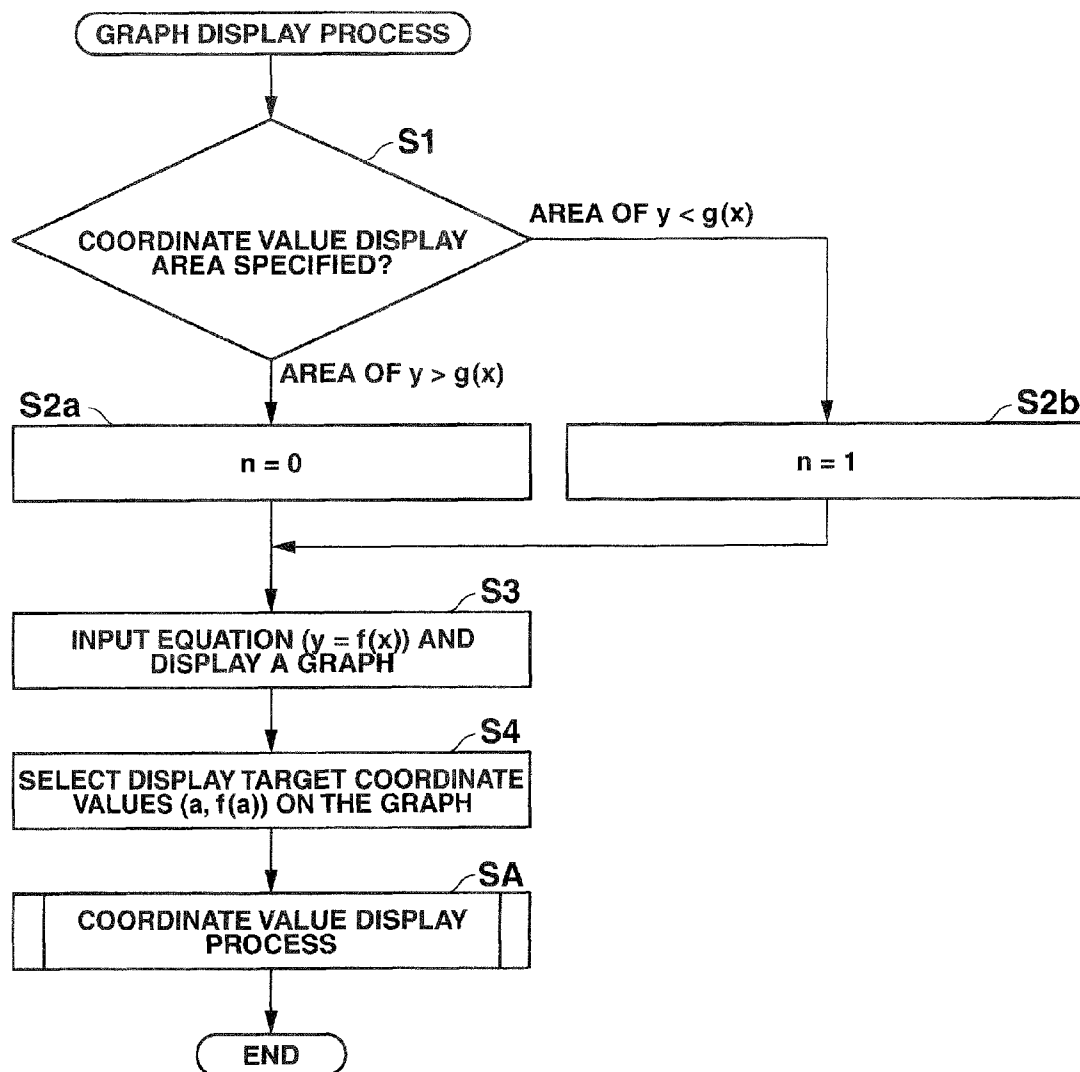 GRAPH DISPLAY PROCESS
S1
AREA OF y < g(x)
COORDINATE VALUE DISPLAY
AREA SPECIFIED?
AREA OF y > g(x)
S2a
S2b
n = 0
n = 1
S3
INPUT EQUATION (y = f(x)) AND
DISPLAY A GRAPH
S4
SELECT DISPLAY TARGET COORDINATE
VALUES (a, f(a)) ON THE GRAPH
SA
COORDINATE VALUE DISPLAY
PROCESS
END